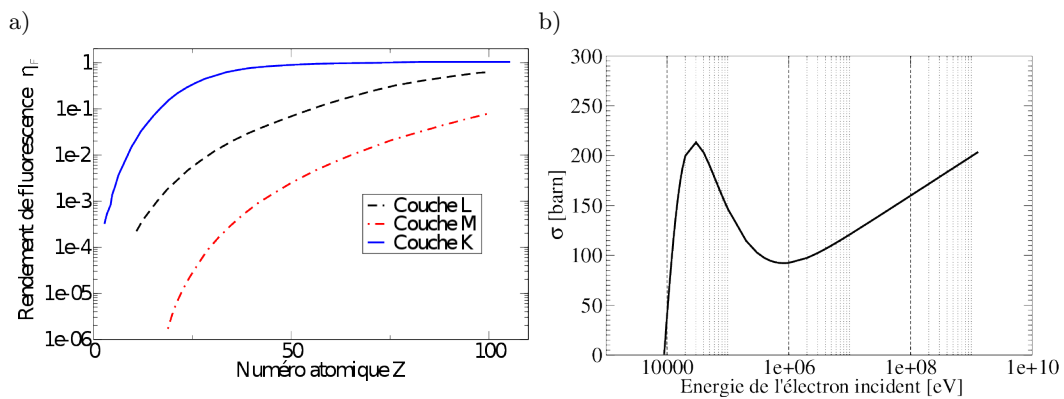 a)
Rendement de fluorescence η_F
1
1e-1
1e-2
1e-3
1e-4
1e-05
1e-06
0
50
100
Numéro atomique Z
Couche L
Couche M
Couche K
b)
σ [barn]
300
250
200
150
100
50
0
10000
1e+06
1e+08
1e+10
Energie de l'électron incident [eV]